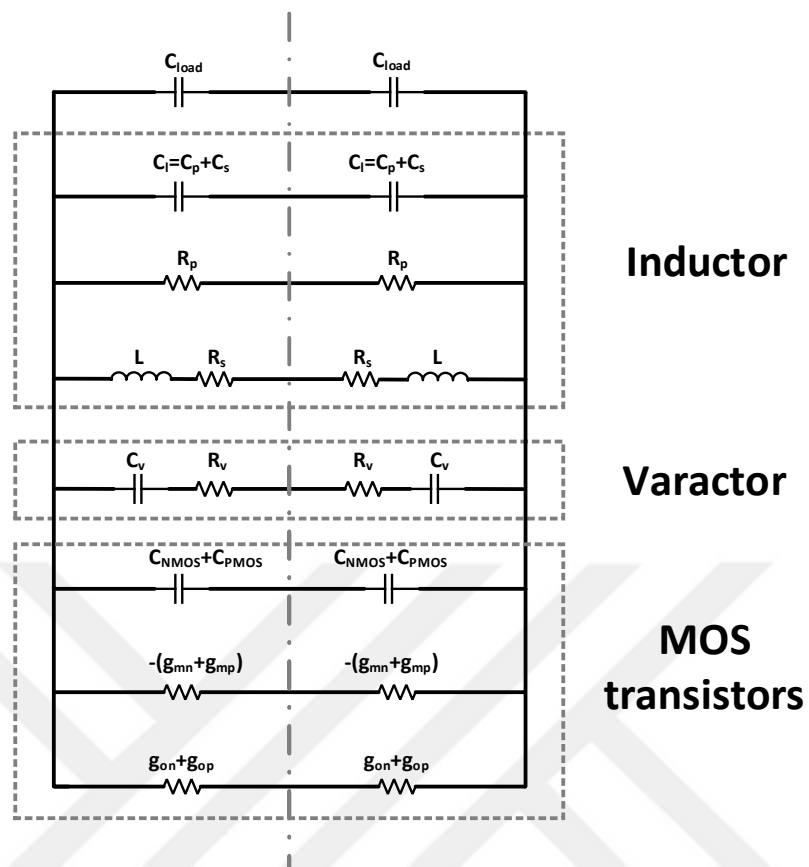 C_load C_load
C_l=C_p+C_s C_l=C_p+C_s
Inductor
R_p R_p
L R_s R_s L
C_v R_v R_v C_v
Varactor
C_NMOS+C_PMOS C_NMOS+C_PMOS
MOS
transistors
-(g_mn+g_mp) -(g_mn+g_mp)
g_on+g_op g_on+g_op